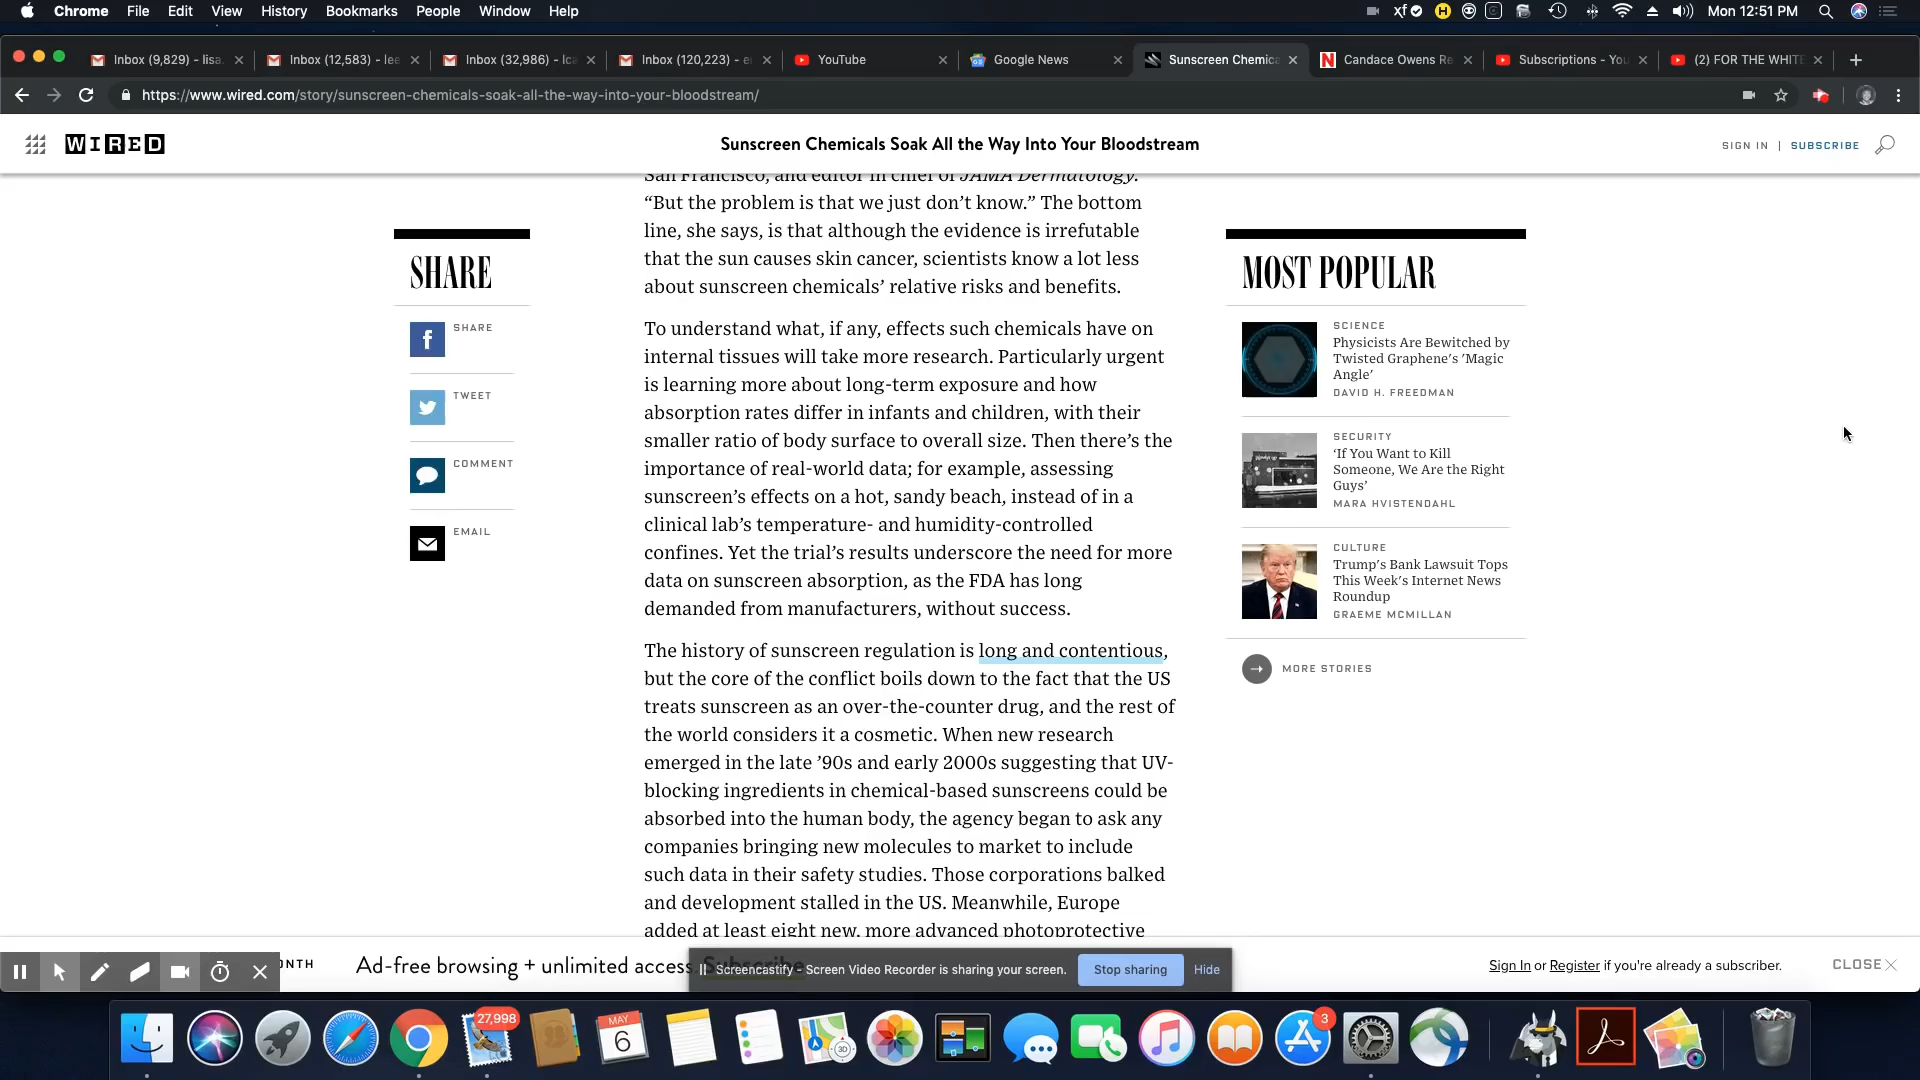 Chrome File Edit View History Bookmarks People Window Help
Mon 12:51 PM
Inbox (9,829) - lisa
Inbox (12,583) - lee
Inbox (32,986) - lca
Inbox (120,223) - e
YouTube
Google News
Sunscreen Chemica
Candace Owens Re
Subscriptions - You
(2) FOR THE WHITE
https://www.wired.com/story/sunscreen-chemicals-soak-all-the-way-into-your-bloodstream/
WIRED
Sunscreen Chemicals Soak All the Way Into Your Bloodstream
SIGN IN | SUBSCRIBE
SHARE
SHARE
TWEET
COMMENT
EMAIL
San Francisco, and editor in chief of JAMA Dermatology.
“But the problem is that we just don’t know.” The bottom
line, she says, is that although the evidence is irrefutable
that the sun causes skin cancer, scientists know a lot less
about sunscreen chemicals’ relative risks and benefits.
To understand what, if any, effects such chemicals have on
internal tissues will take more research. Particularly urgent
is learning more about long-term exposure and how
absorption rates differ in infants and children, with their
smaller ratio of body surface to overall size. Then there’s the
importance of real-world data; for example, assessing
sunscreen’s effects on a hot, sandy beach, instead of in a
clinical lab’s temperature- and humidity-controlled
confines. Yet the trial’s results underscore the need for more
data on sunscreen absorption, as the FDA has long
demanded from manufacturers, without success.
The history of sunscreen regulation is long and contentious,
but the core of the conflict boils down to the fact that the US
treats sunscreen as an over-the-counter drug, and the rest of
the world considers it a cosmetic. When new research
emerged in the late ’90s and early 2000s suggesting that UV-
blocking ingredients in chemical-based sunscreens could be
absorbed into the human body, the agency began to ask any
companies bringing new molecules to market to include
such data in their safety studies. Those corporations balked
and development stalled in the US. Meanwhile, Europe
added at least eight new, more advanced photoprotective
MOST POPULAR
SCIENCE
Physicists Are Bewitched by
Twisted Graphene's 'Magic
Angle'
DAVID H. FREEDMAN
SECURITY
‘If You Want to Kill
Someone, We Are the Right
Guys’
MARA HVISTENDAHL
CULTURE
Trump's Bank Lawsuit Tops
This Week's Internet News
Roundup
GRAEME MCMILLAN
MORE STORIES
ONTH
Ad-free browsing + unlimited access. Subscribe
Screencastify - Screen Video Recorder is sharing your screen.
Stop sharing
Hide
Sign In or Register if you're already a subscriber.
CLOSE
27,998
MAY
6
3D
3